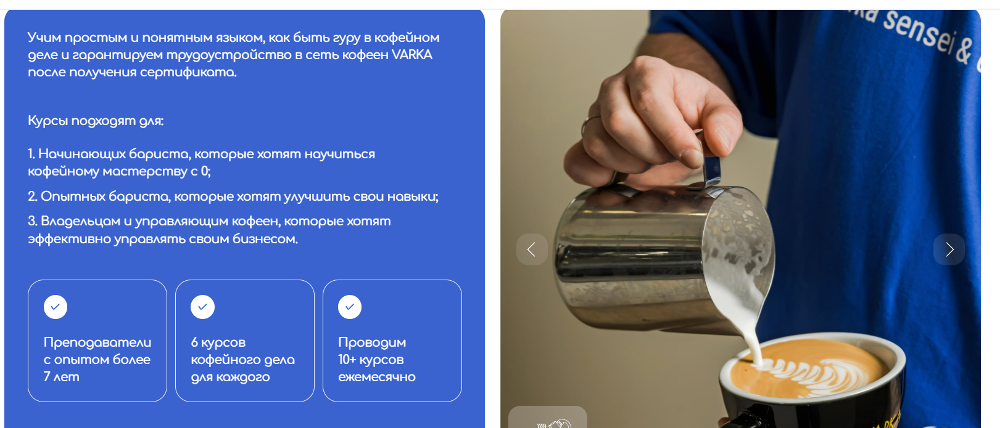 Учим простым и понятным языком, как быть гуру в кофейном
деле и гарантируем трудоустройство в сеть кофеен VARKA
после получения сертификата.
Курсы подходят для:
1. Начинающих бариста, которые хотят научиться
кофейному мастерству с 0;
2. Опытных бариста, которые хотят улучшить свои навыки;
3. Владельцам и управляющим кофеен, которые хотят
эффективно управлять своим бизнесом.
Преподаватели
с опытом более
7 лет
6 курсов
кофейного дела
для каждого
Проводим
10+ курсов
ежемесячно
sensei &